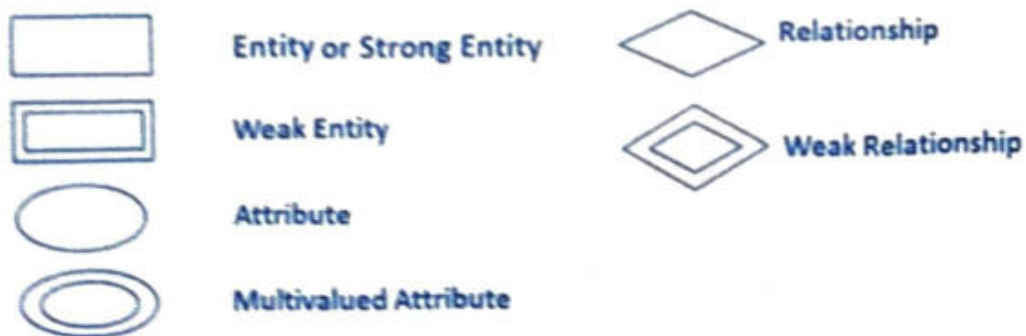 Entity or Strong Entity
Relationship
Weak Entity
Weak Relationship
Attribute
Multivalued Attribute